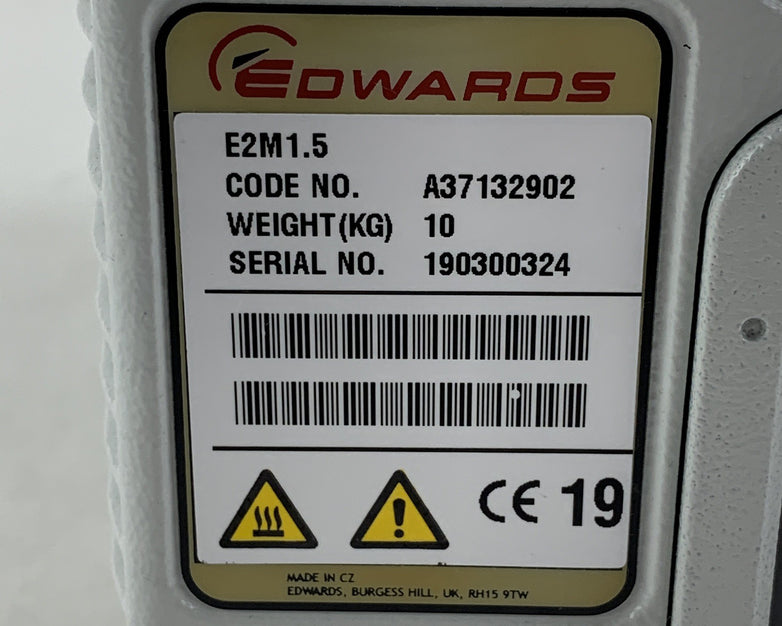 EDWARDS
E2M1.5
CODE NO. A37132902
WEIGHT(KG) 10
SERIAL NO. 190300324
CE 19
MADE IN CZ
EDWARDS, BURGESS HILL, UK, RH15 9TW